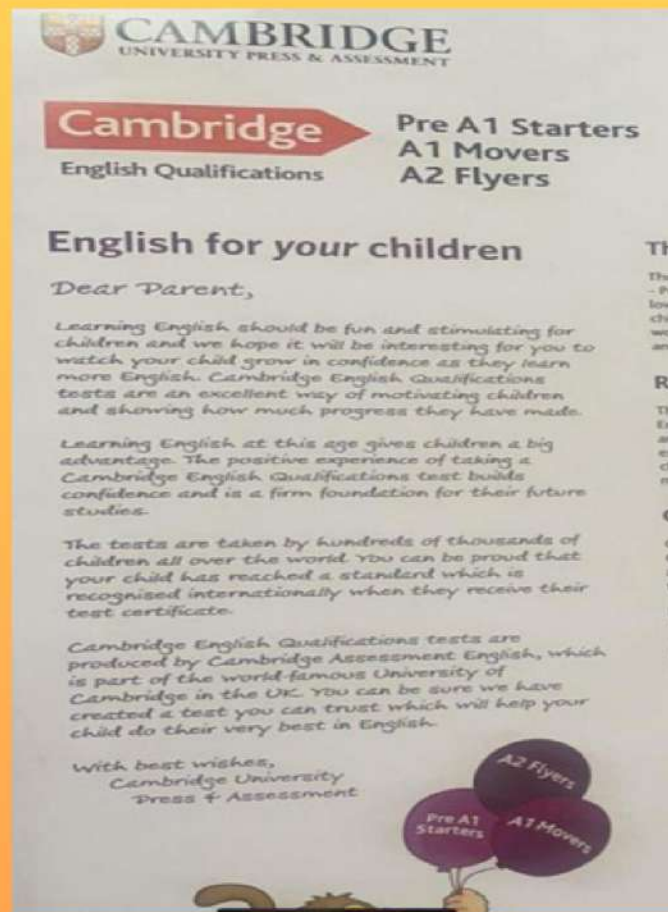 CAMBRIDGE
UNIVERSITY PRESS & ASSESSMENT
Cambridge
English Qualifications
Pre A1 Starters
A1 Movers
A2 Flyers
English for your children
Dear Parent,
Learning English should be fun and stimulating for
children and we hope it will be interesting for you to
watch your child grow in confidence as they learn
more English. Cambridge English Qualifications
tests are an excellent way of motivating children
and showing how much progress they have made.
Learning English at this age gives children a big
advantage. The positive experience of taking a
Cambridge English Qualifications test builds
confidence and is a firm foundation for their future
studies.
The tests are taken by hundreds of thousands of
children all over the world. You can be proud that
your child has reached a standard which is
recognised internationally when they receive their
test certificate.
Cambridge English Qualifications tests are
produced by Cambridge Assessment English, which
is part of the world-famous University of
Cambridge in the UK. You can be sure we have
created a test you can trust which will help your
child do their very best in English.
With best wishes,
Cambridge University
Press & Assessment
A2 Flyers
Pre A1
Starters
A1 Movers